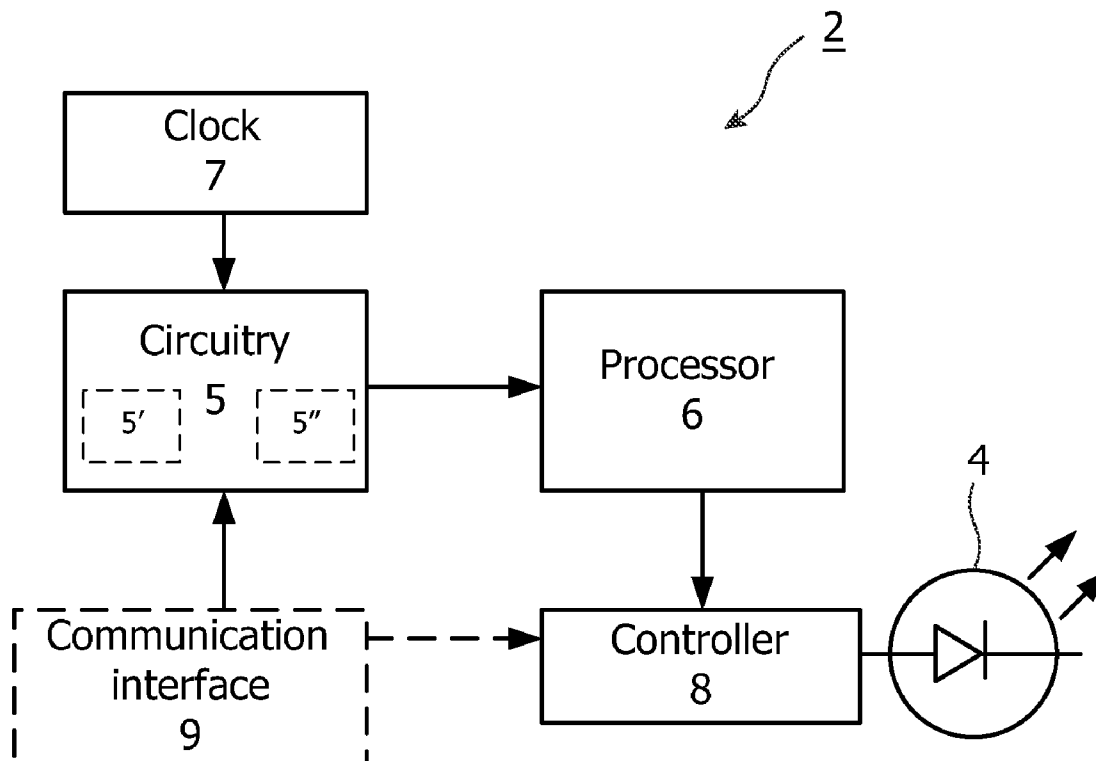 2
Clock
7
Circuitry
5
5′
5″
Processor
6
4
Communication
interface
9
Controller
8